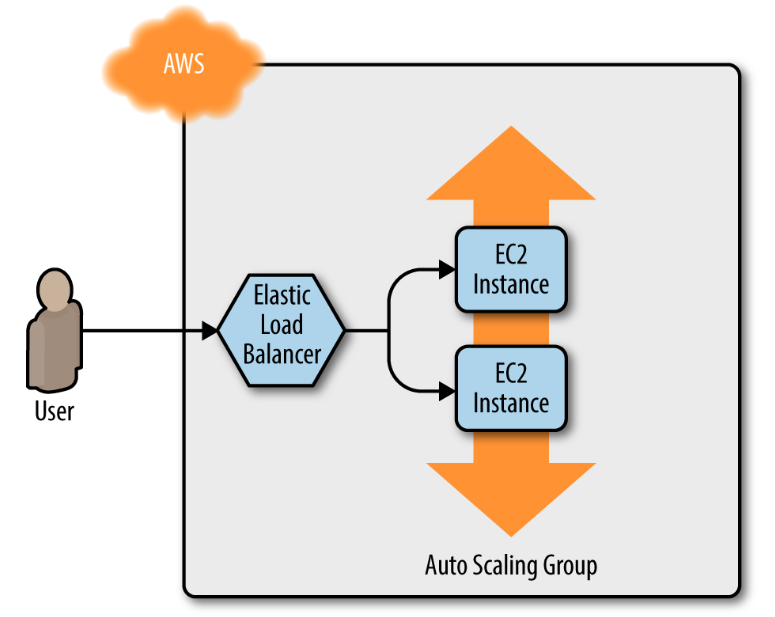 AWS
User
Elastic
Load
Balancer
EC2
Instance
EC2
Instance
Auto Scaling Group